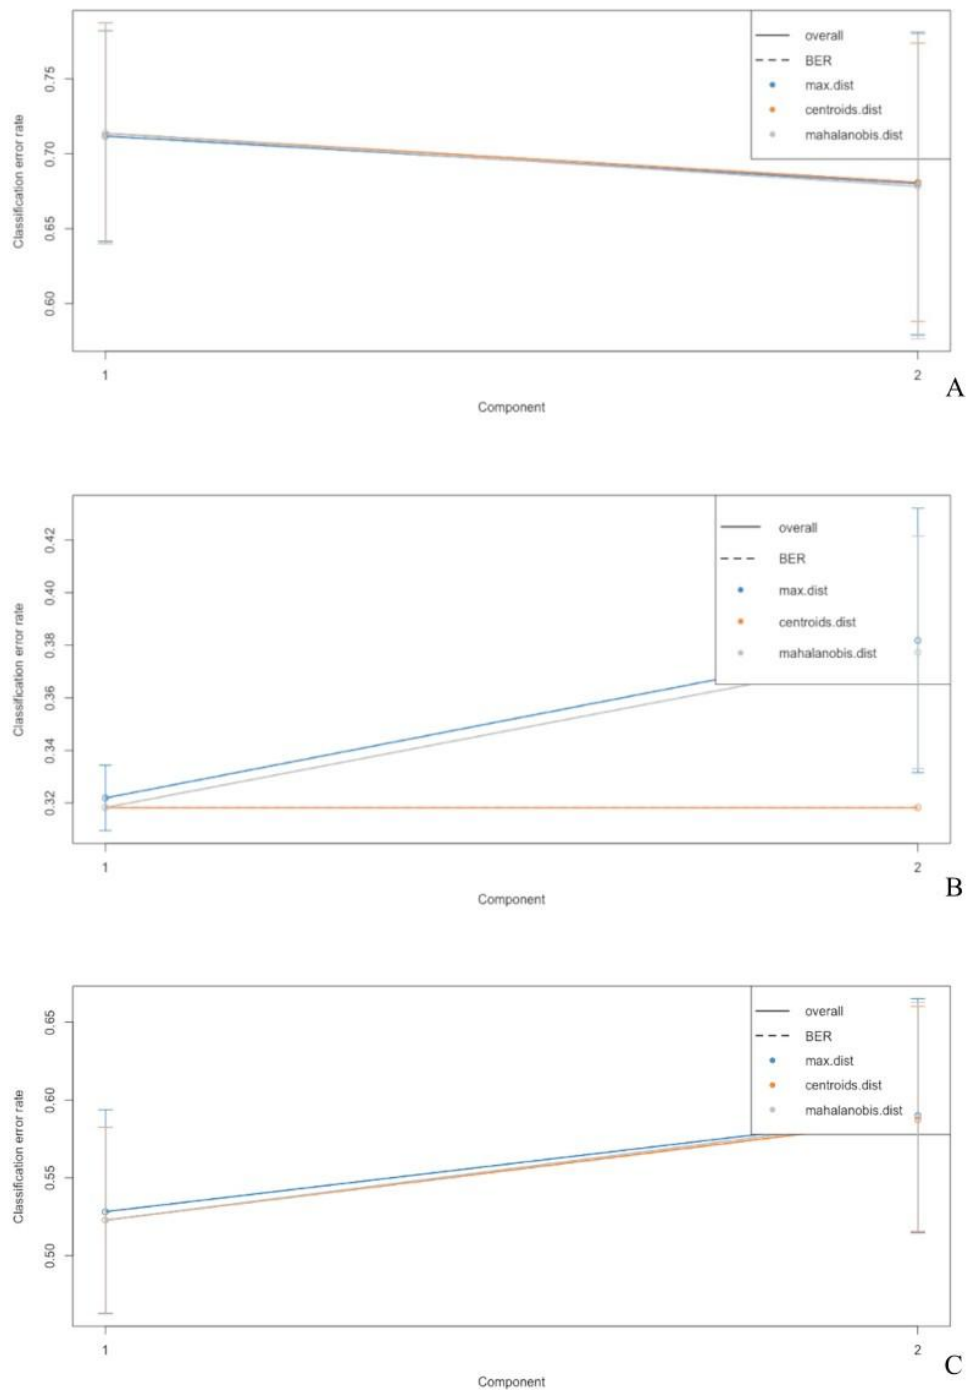 overall
BER
max.dist
centroids.dist
mahalanobis.dist
Classification error rate
0.75
0.70
0.65
0.60
1
2
Component
A
overall
BER
max.dist
centroids.dist
mahalanobis.dist
Classification error rate
0.42
0.40
0.38
0.36
0.34
0.32
1
2
Component
B
overall
BER
max.dist
centroids.dist
mahalanobis.dist
Classification error rate
0.65
0.60
0.55
0.50
1
2
Component
C